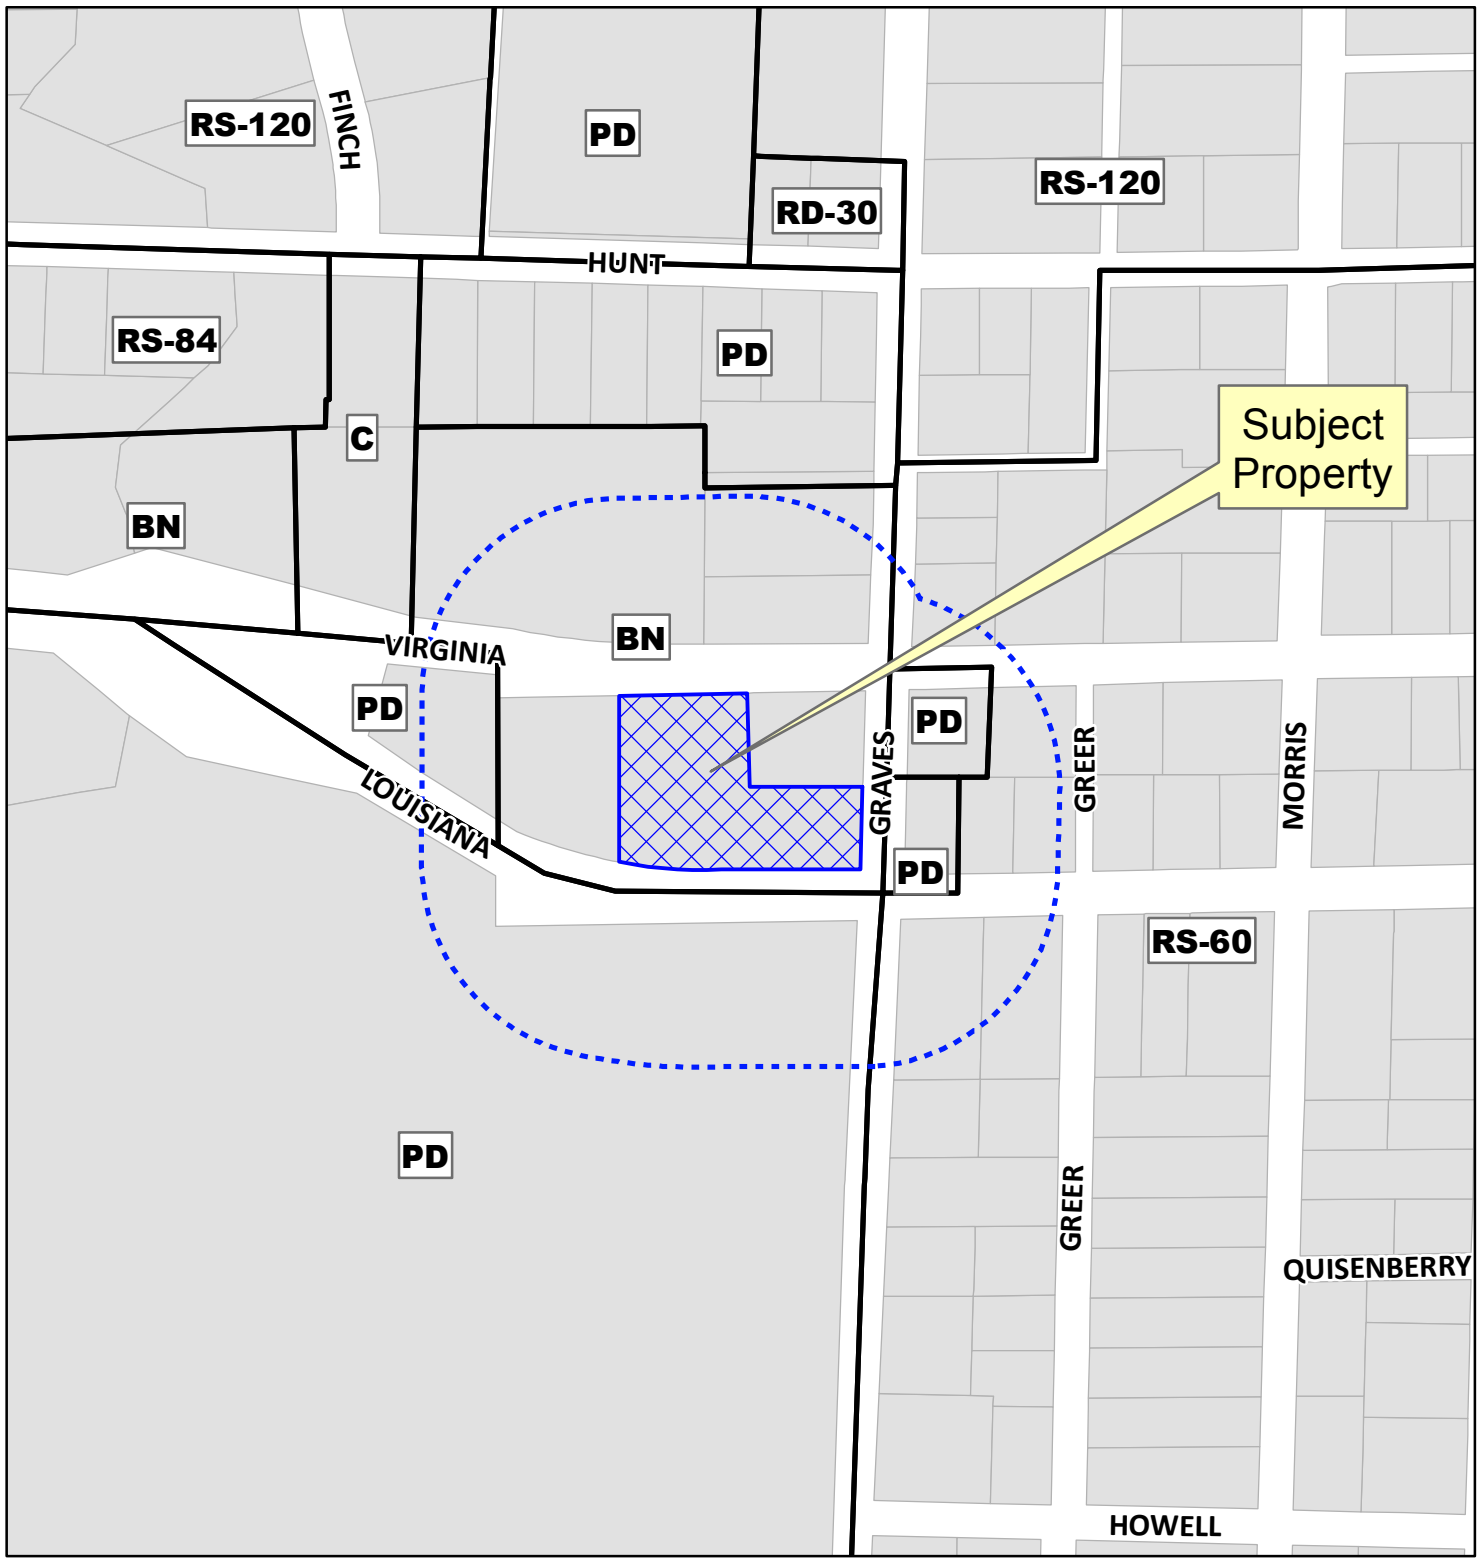 FINCH
RS-120
PD
RS-120
RD-30
HUNT
RS-84
PD
C
Subject
Property
BN
BN
VIRGINIA
PD
PD
GRAVES
GREER
MORRIS
LOUISIANA
PD
RS-60
PD
GREER
QUISENBERRY
HOWELL